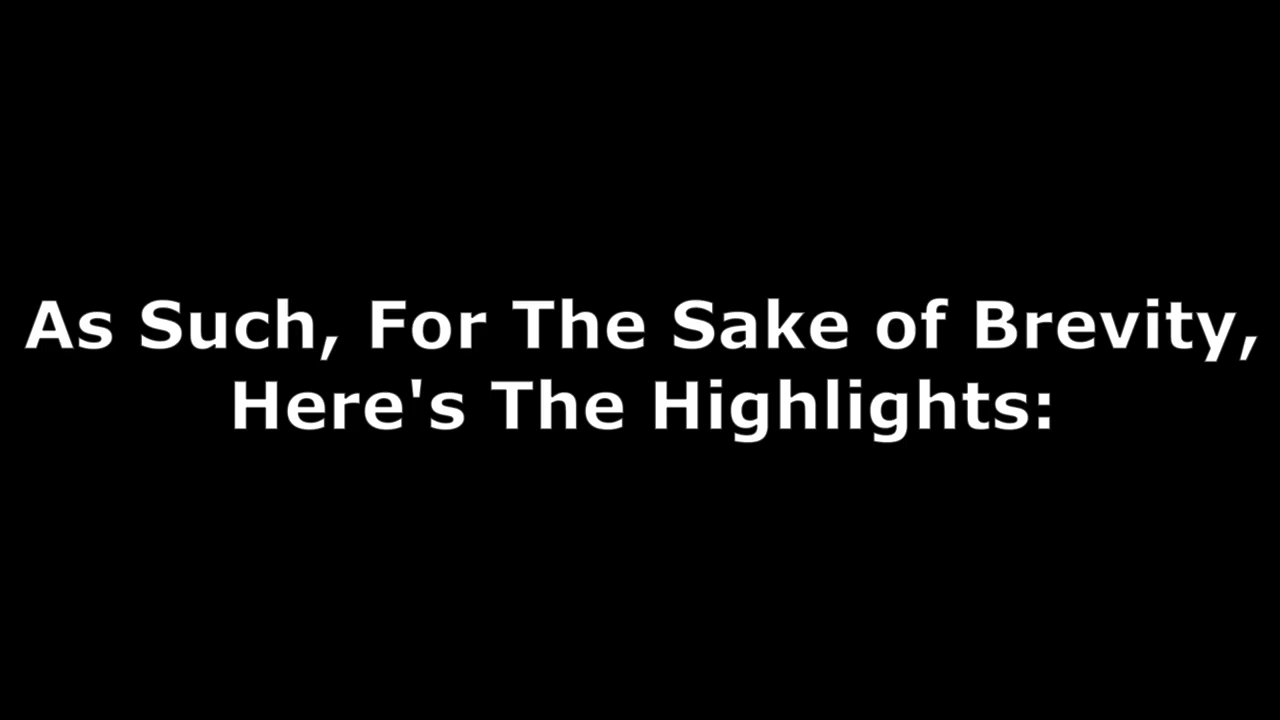 As Such, For The Sake of Brevity,
Here's The Highlights: